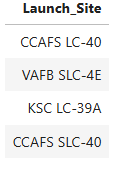 Launch_Site
CCAFS LC-40
VAFB SLC-4E
KSC LC-39A
CCAFS SLC-40